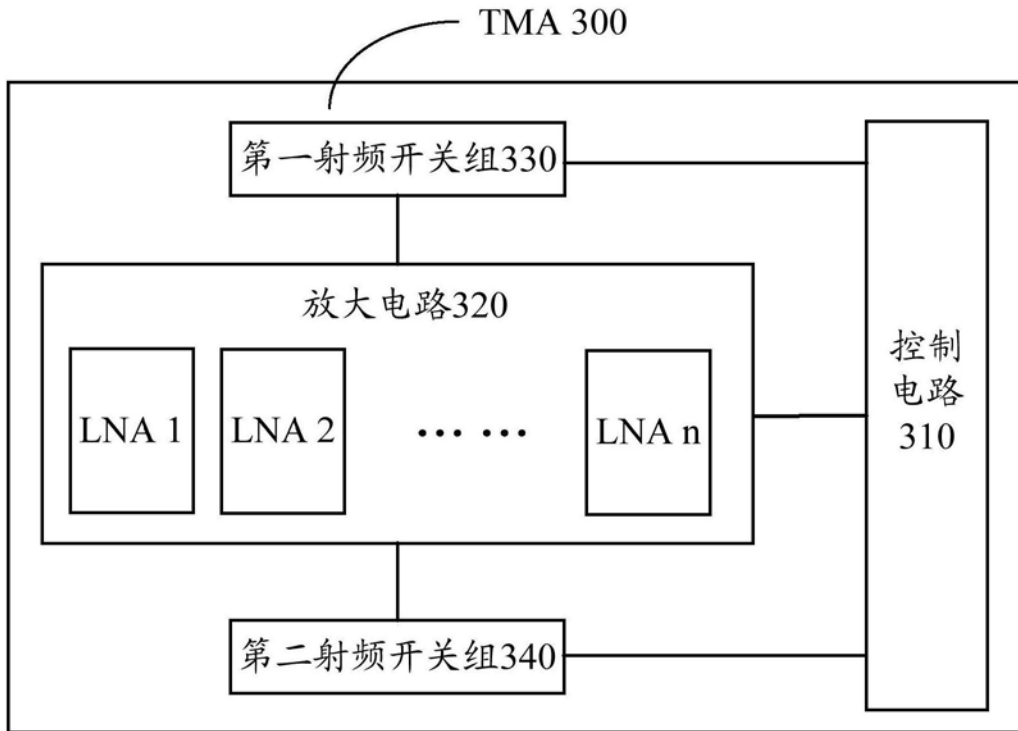 TMA 300
第一射频开关组330
放大电路320
LNA 1
LNA 2
… …
LNA n
控制
电路
310
第二射频开关组340